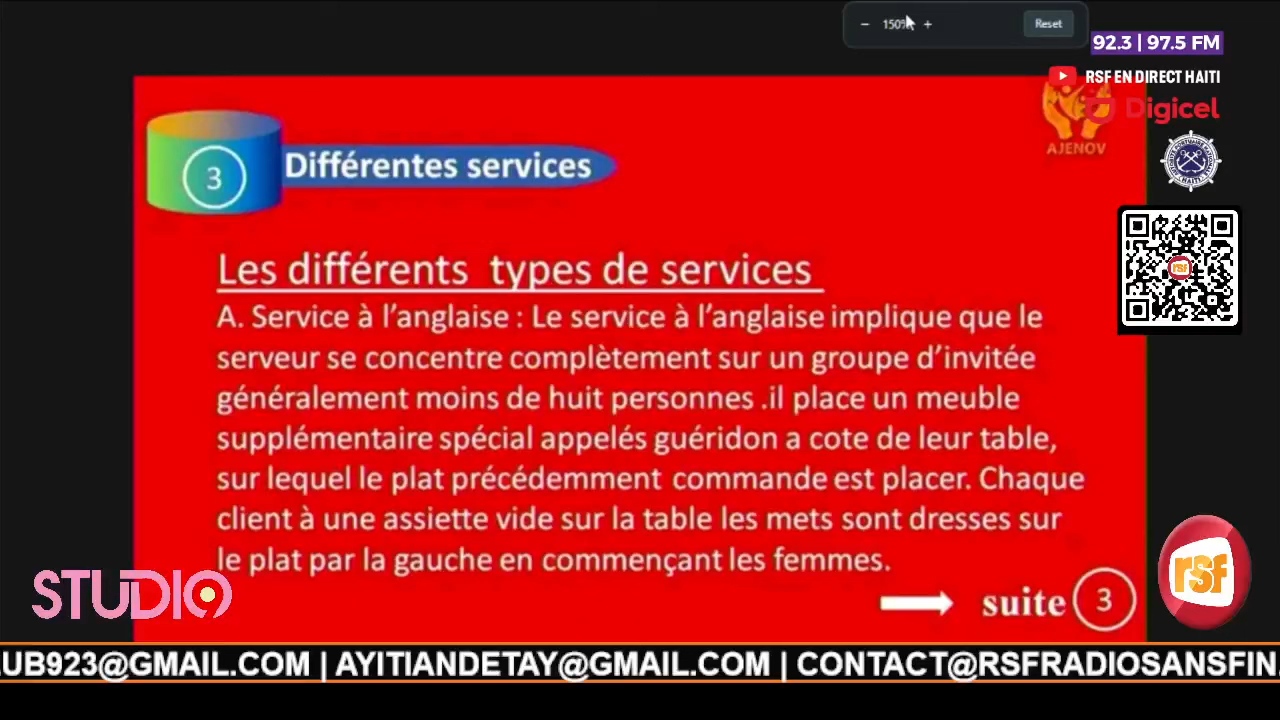 150%
Reset
92.3 | 97.5 FM
RSF EN DIRECT HAITI
Digicel
AJENOV
3
Différentes services
rsf
Les différents types de services
A. Service à l’anglaise : Le service à l’anglaise implique que le
serveur se concentre complètement sur un groupe d’invitée
généralement moins de huit personnes .il place un meuble
supplémentaire spécial appelés guéridon a cote de leur table,
sur lequel le plat précédemment commande est placer. Chaque
client à une assiette vide sur la table les mets sont dresses sur
le plat par la gauche en commençant les femmes.
STUDIO
rsf
suite 3
UB923@GMAIL.COM | AYITIANDETAY@GMAIL.COM | CONTACT@RSFRADIOSANSFIN